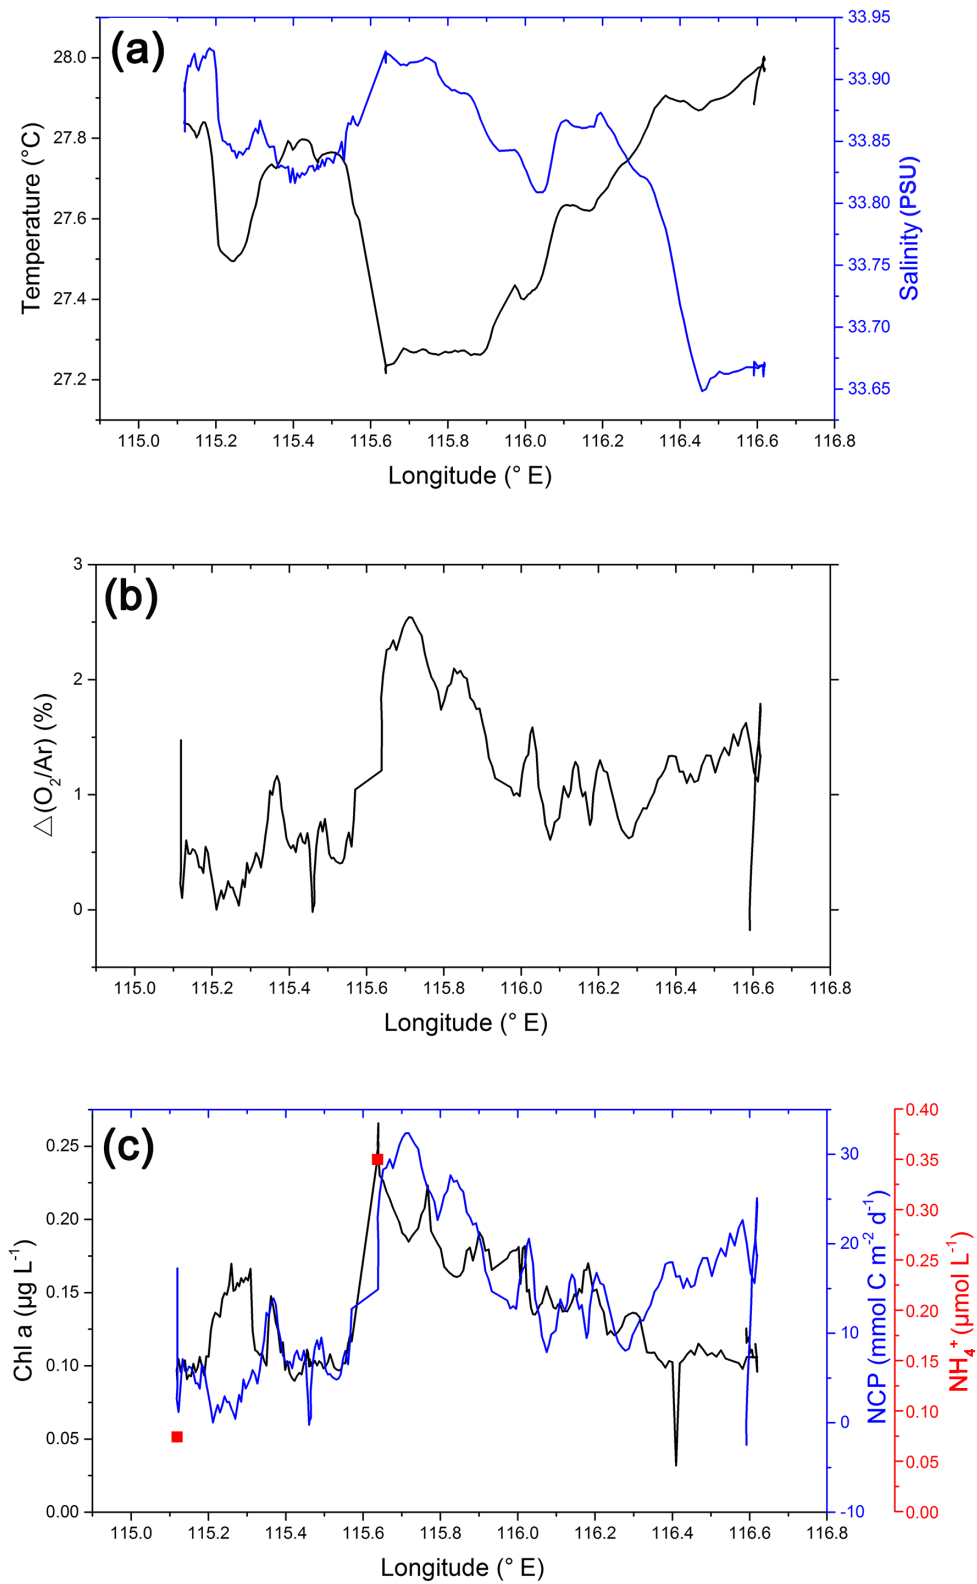 (a)
28.0
27.8
27.6
27.4
27.2
Temperature (°C)
33.95
33.90
33.85
33.80
33.75
33.70
33.65
Salinity (PSU)
115.0 115.2 115.4 115.6 115.8 116.0 116.2 116.4 116.6 116.8
Longitude (° E)
(b)
3
2
1
0
△(O₂/Ar) (%)
115.0 115.2 115.4 115.6 115.8 116.0 116.2 116.4 116.6 116.8
Longitude (° E)
(c)
0.25
0.20
0.15
0.10
0.05
0.00
Chl a (µg L⁻¹)
30
20
10
0
-10
NCP (mmol C m⁻² d⁻¹)
0.40
0.35
0.30
0.25
0.20
0.15
0.10
0.05
0.00
NH₄⁺ (µmol L⁻¹)
115.0 115.2 115.4 115.6 115.8 116.0 116.2 116.4 116.6 116.8
Longitude (° E)